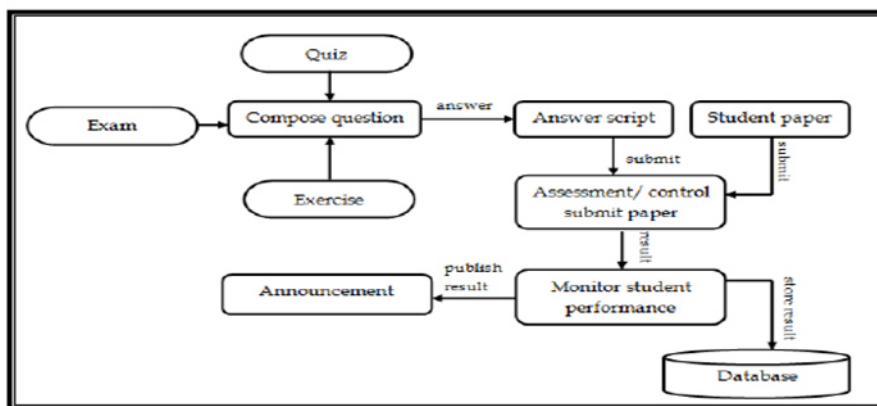 Quiz
Exam
Compose question
answer
Answer script
Student paper
submit
submit
Exercise
Assessment/ control
submit paper
result
Announcement
publish
result
Monitor student
performance
store result
Database